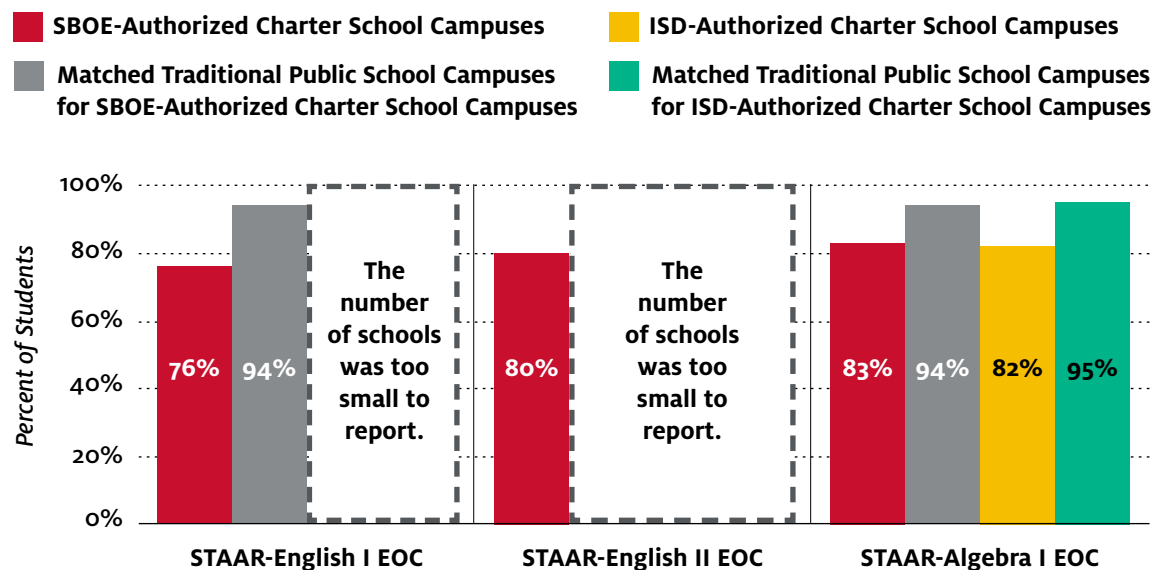 SBOE-Authorized Charter School Campuses
ISD-Authorized Charter School Campuses
Matched Traditional Public School Campuses
for SBOE-Authorized Charter School Campuses
Matched Traditional Public School Campuses
for ISD-Authorized Charter School Campuses
Percent of Students
100%
80%
60%
40%
20%
0%
76%
94%
The
number
of schools
was too
small to
report.
80%
The
number
of schools
was too
small to
report.
83%
94%
82%
95%
STAAR-English I EOC
STAAR-English II EOC
STAAR-Algebra I EOC